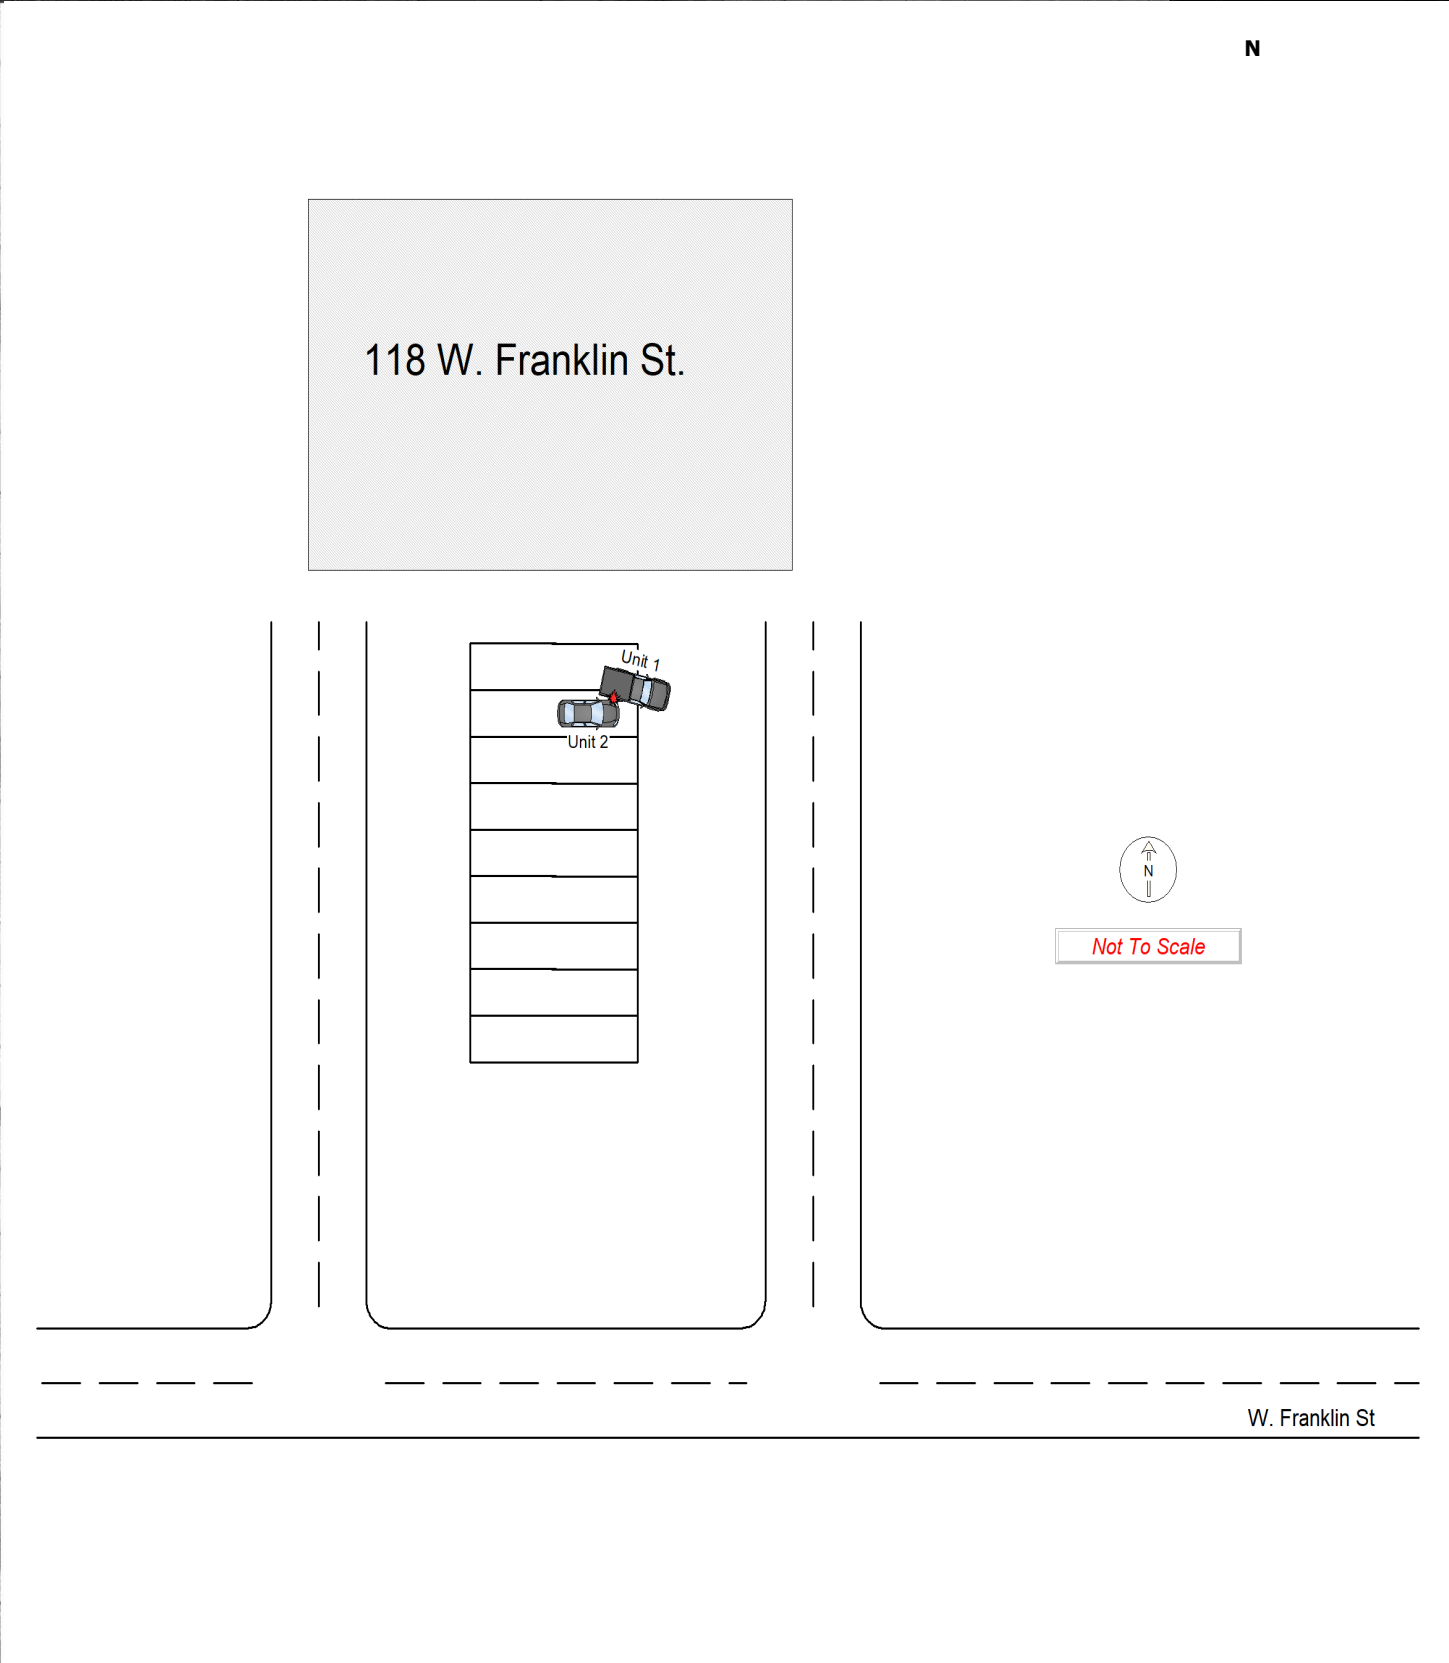 N
118 W. Franklin St.
Unit 1
Unit 2
N
Not To Scale
W. Franklin St